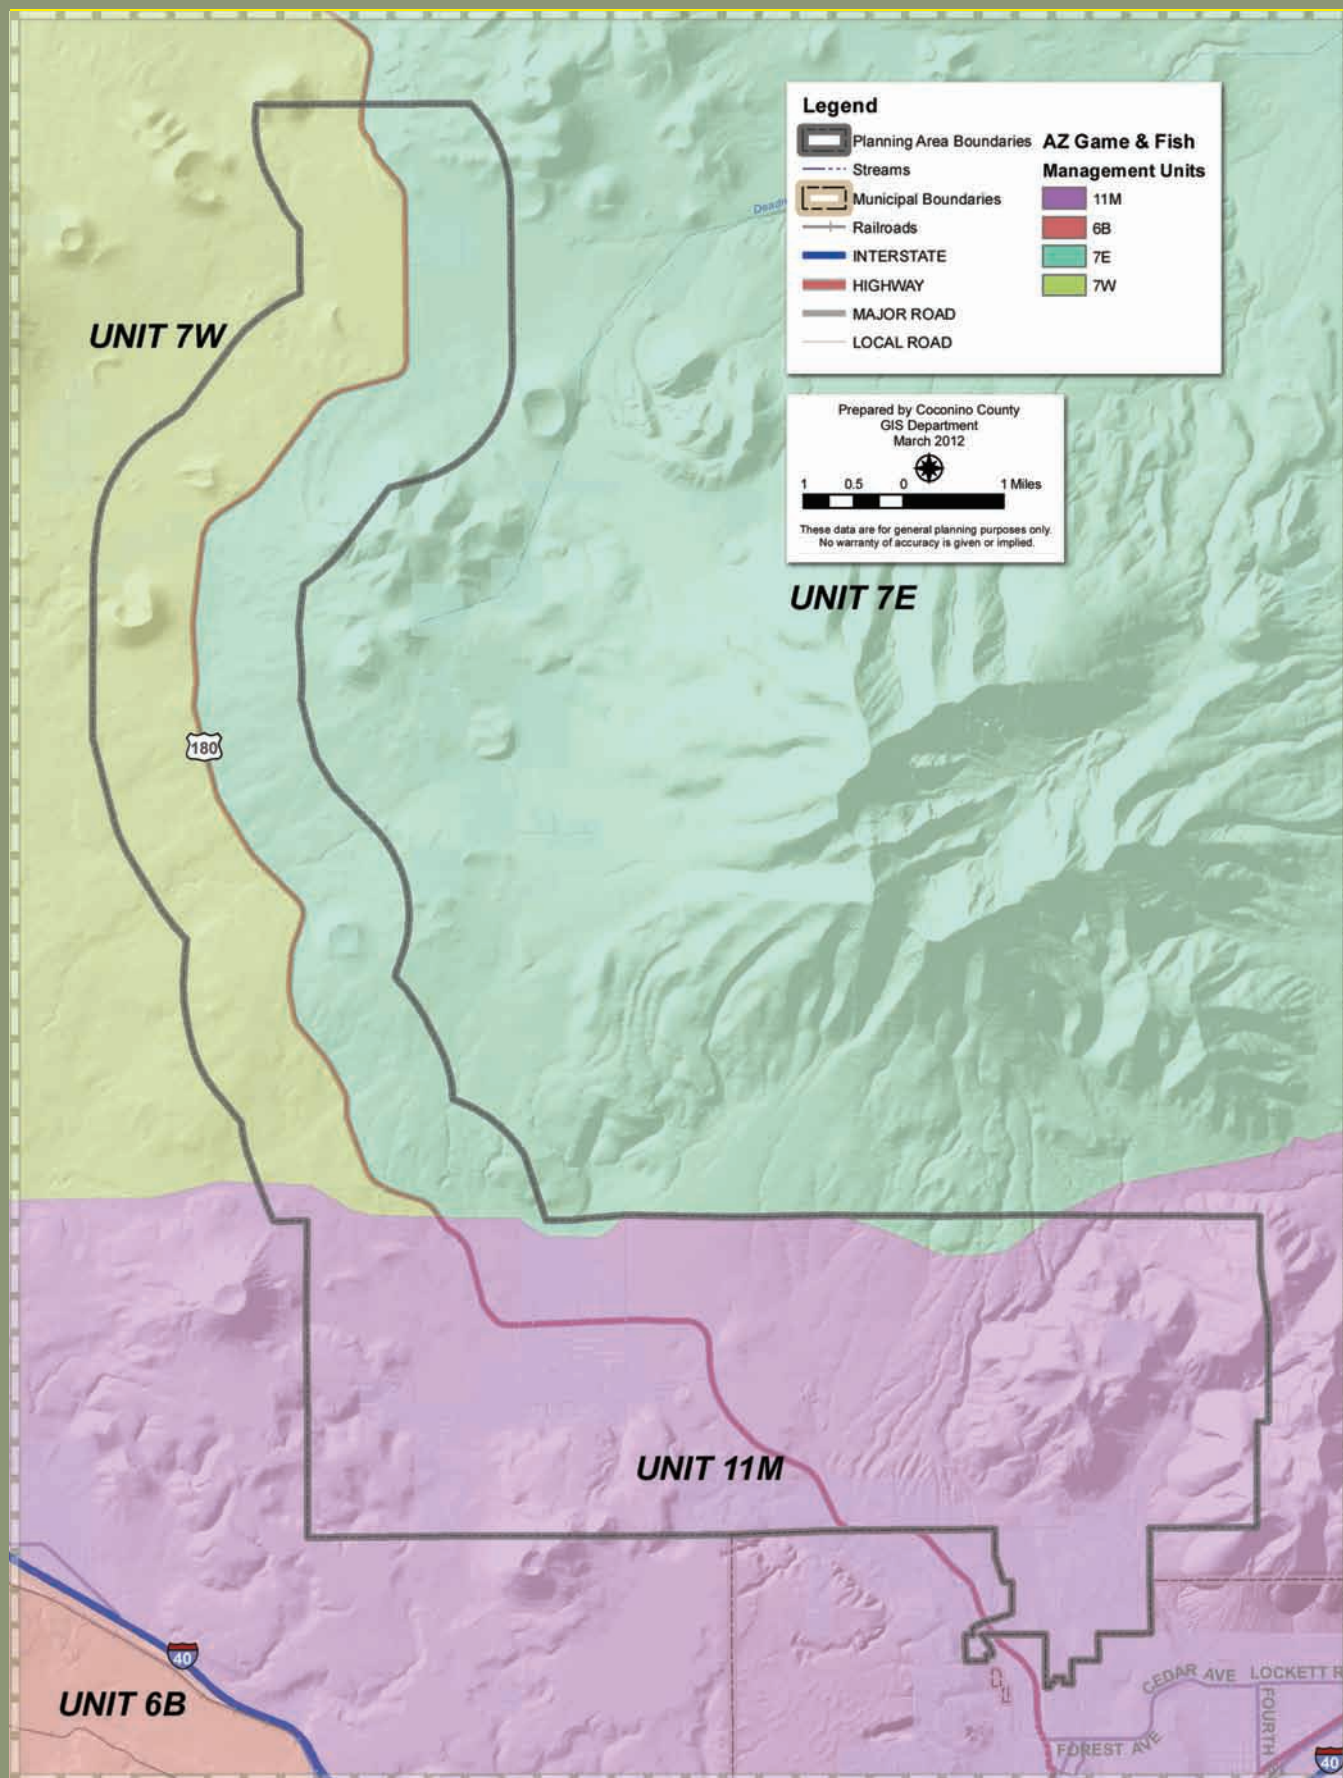 Legend
Planning Area Boundaries
Streams
Municipal Boundaries
Railroads
INTERSTATE
HIGHWAY
MAJOR ROAD
LOCAL ROAD
AZ Game & Fish
Management Units
11M
6B
7E
7W
Prepared by Coconino County
GIS Department
March 2012
1 0.5 0 1 Miles
These data are for general planning purposes only.
No warranty of accuracy is given or implied.
UNIT 7W
UNIT 7E
180
UNIT 11M
40
UNIT 6B
CEDAR AVE LOCKETT
FOURTH
FOREST AVE
40